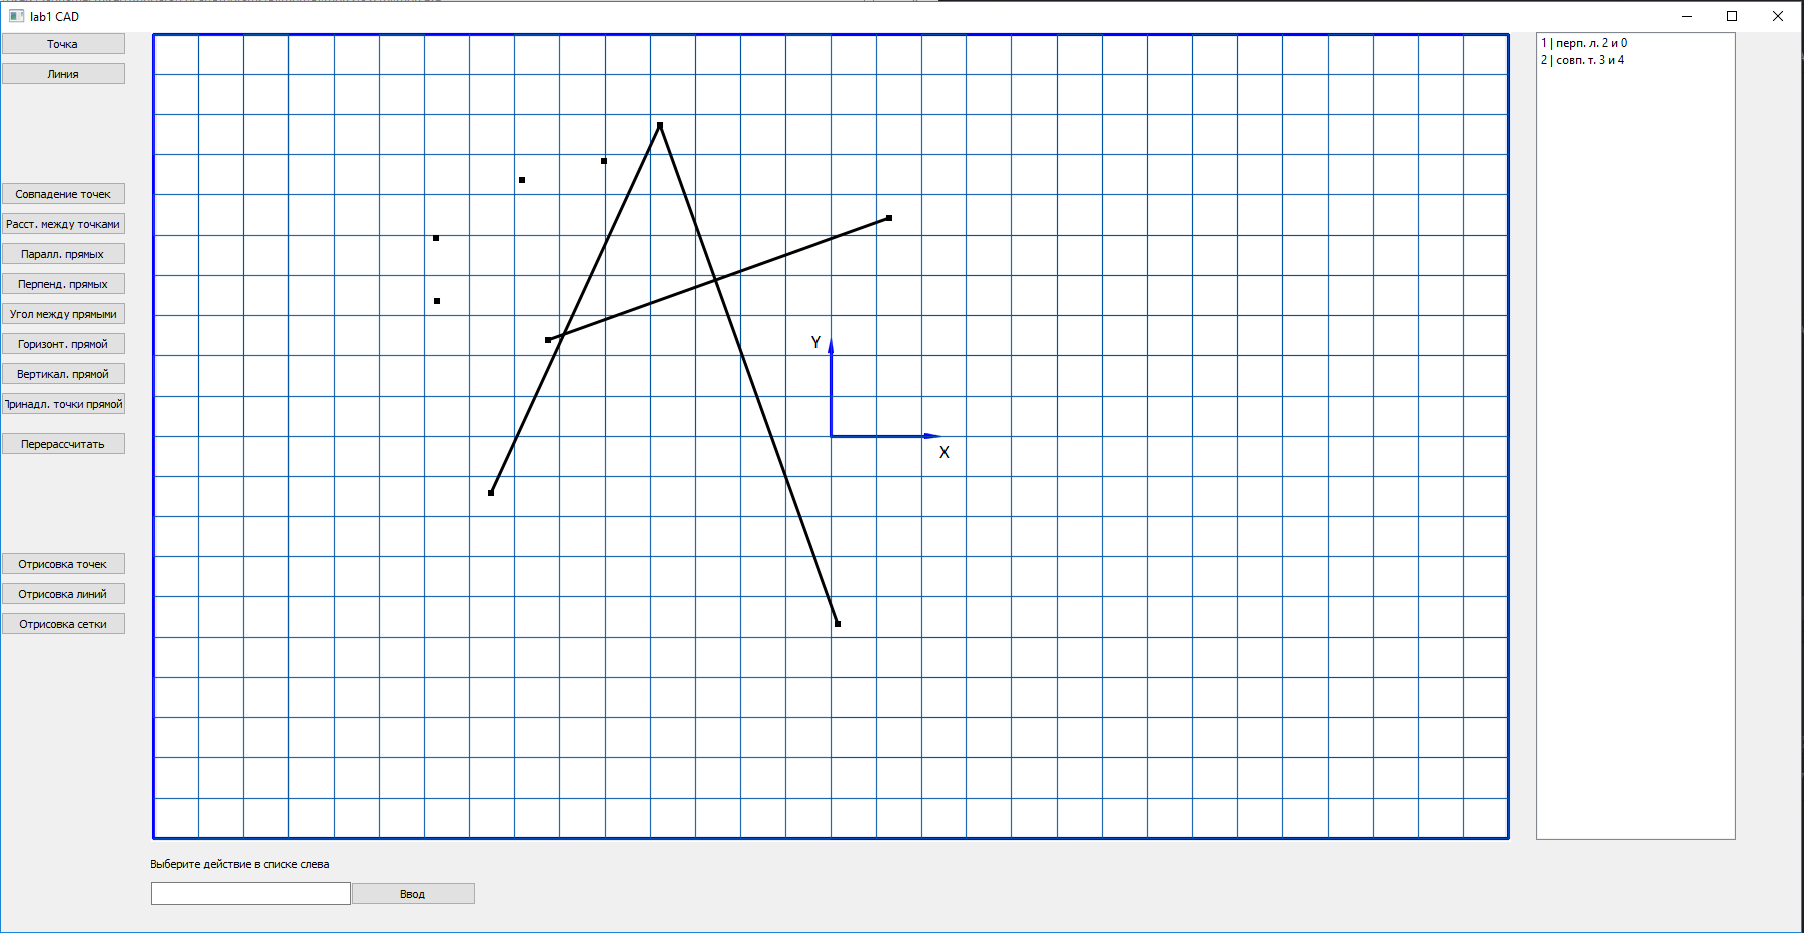 lab1 CAD
Точка
Линия
Совпадение точек
Расст. между точками
Паралл. прямых
Перпенд. прямых
Угол между прямыми
Горизонт. прямой
Вертикал. прямой
Принадл. точки прямой
Перерассчитать
Отрисовка точек
Отрисовка линий
Отрисовка сетки
Y
X
1 | перп. л. 2 и 0
2 | совп. т. 3 и 4
Выберите действие в списке слева
Ввод